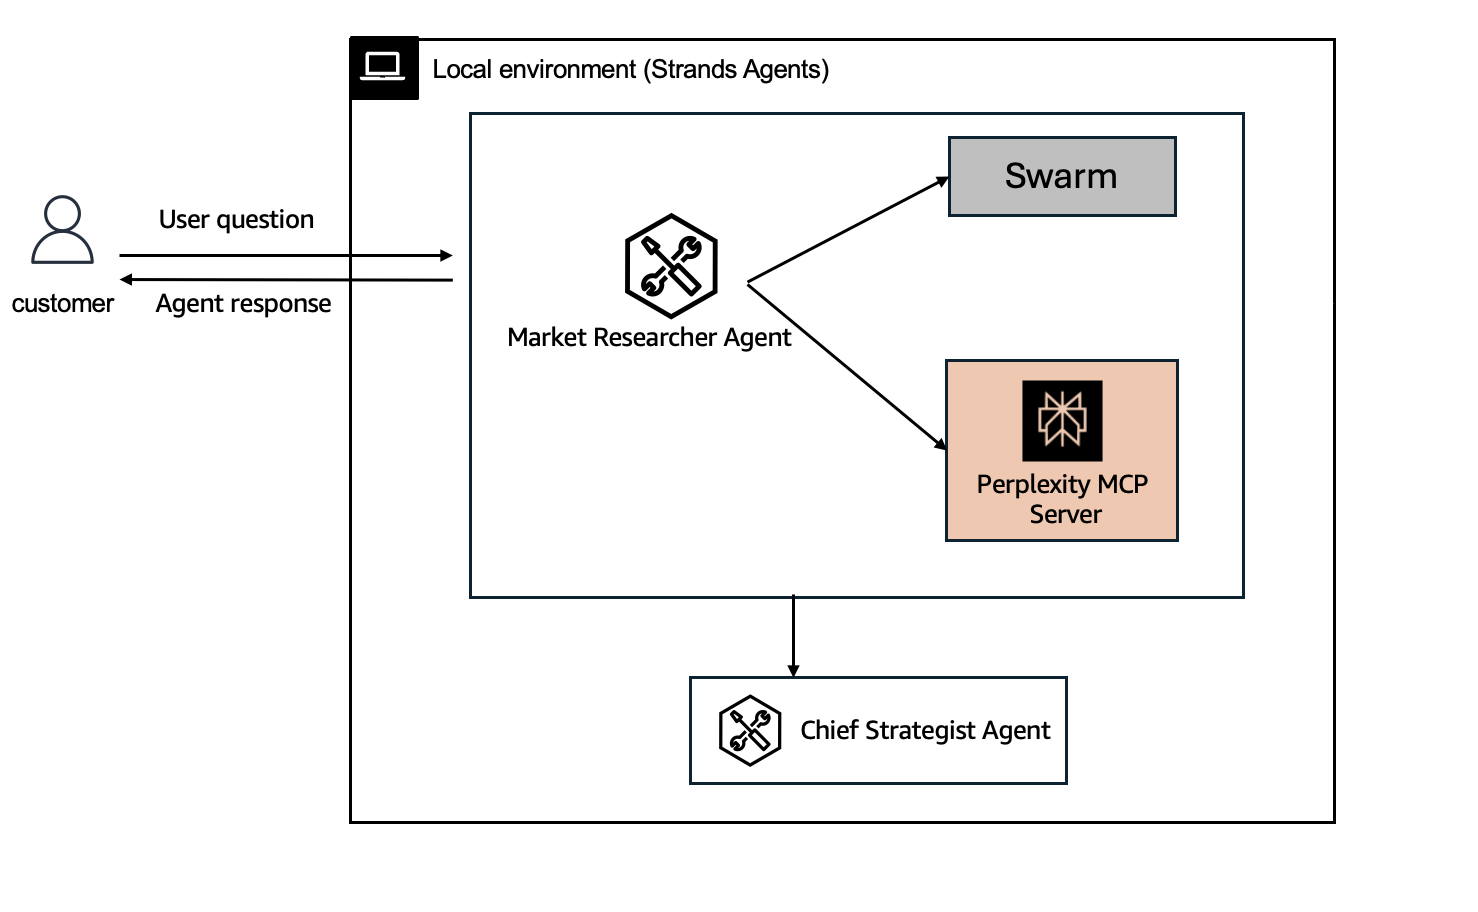 Local environment (Strands Agents)
Swarm
User question
customer
Agent response
Market Researcher Agent
Perplexity MCP
Server
Chief Strategist Agent